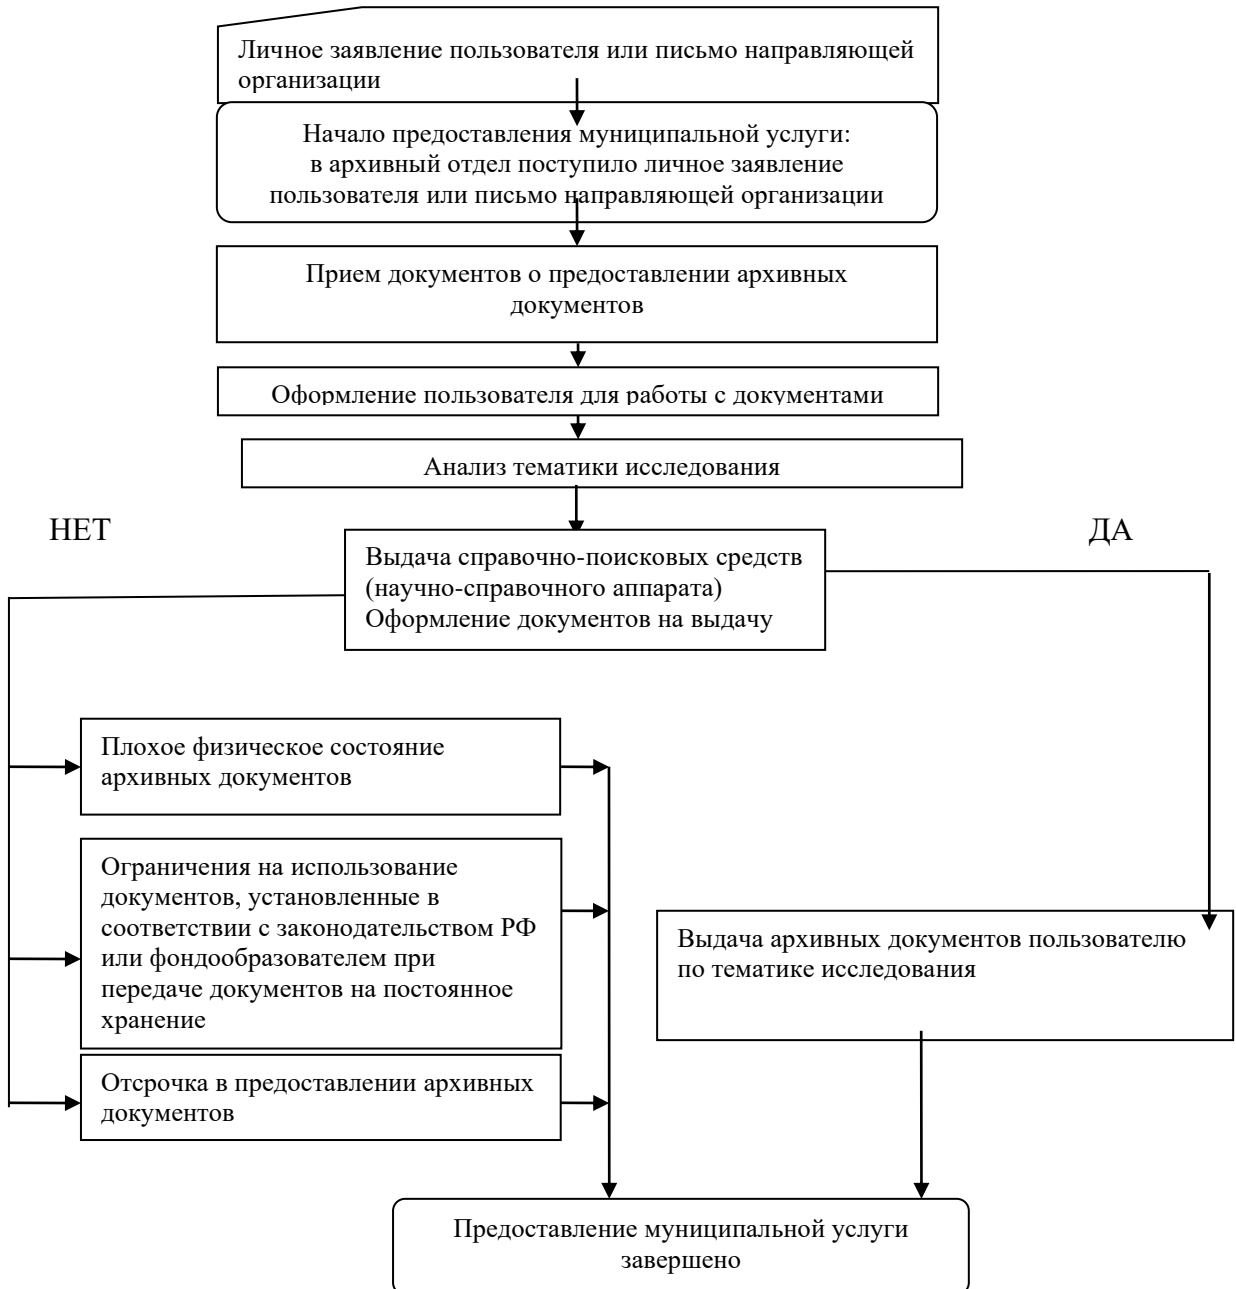 Личное заявление пользователя или письмо направляющей
организации
Начало предоставления муниципальной услуги:
в архивный отдел поступило личное заявление
пользователя или письмо направляющей организации
Прием документов о предоставлении архивных
документов
Оформление пользователя для работы с документами
Анализ тематики исследования
НЕТ
ДА
Выдача справочно-поисковых средств
(научно-справочного аппарата)
Оформление документов на выдачу
Плохое физическое состояние
архивных документов
Ограничения на использование
документов, установленные в
соответствии с законодательством РФ
или фондообразователем при
передаче документов на постоянное
хранение
Выдача архивных документов пользователю
по тематике исследования
Отсрочка в предоставлении архивных
документов
Предоставление муниципальной услуги
завершено